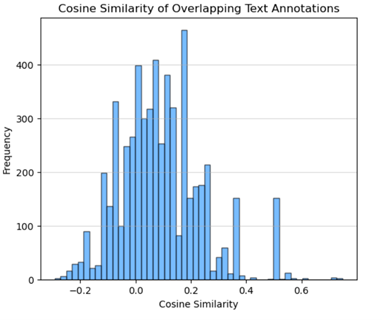 Cosine Similarity of Overlapping Text Annotations
Frequency
400
300
200
100
0
−0.2 0.0 0.2 0.4 0.6
Cosine Similarity